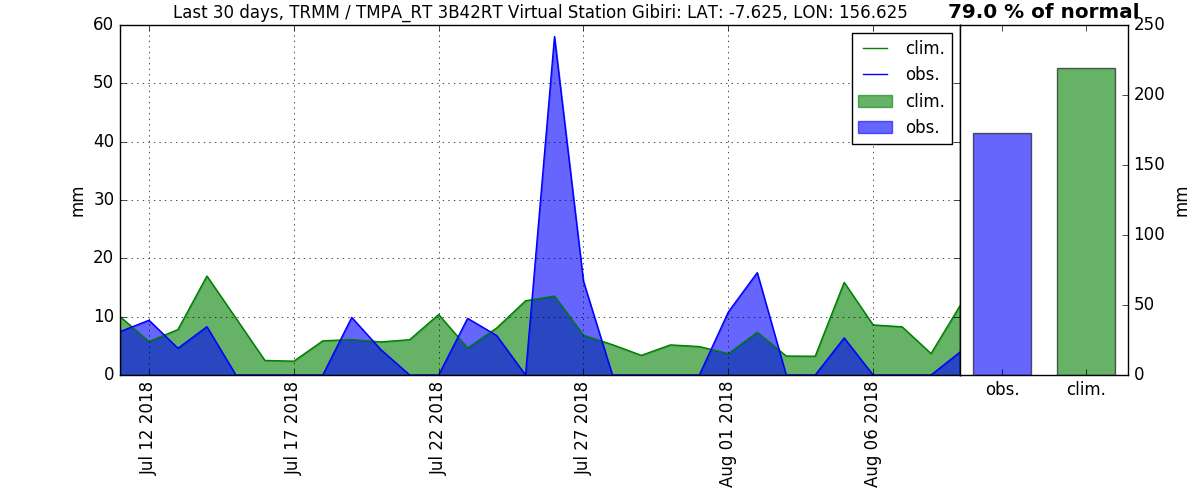 Last 30 days, TRMM / TMPA_RT 3B42RT Virtual Station Gibiri: LAT: -7.625, LON: 156.625
79.0 % of normal
60
50
40
30
20
10
0
mm
clim.
obs.
clim.
obs.
Jul 12 2018
Jul 17 2018
Jul 22 2018
Jul 27 2018
Aug 01 2018
Aug 06 2018
250
200
150
100
50
0
mm
obs.
clim.